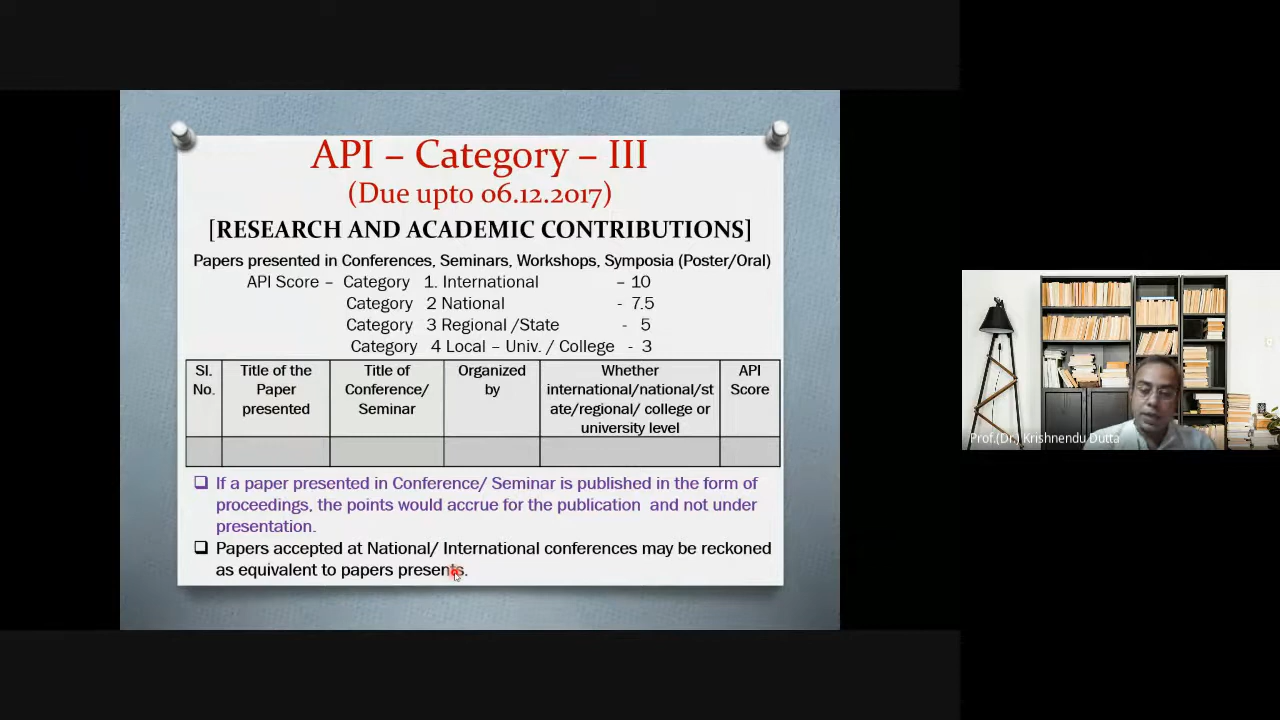 API – Category – III
(Due upto 06.12.2017)
[RESEARCH AND ACADEMIC CONTRIBUTIONS]
Papers presented in Conferences, Seminars, Workshops, Symposia (Poster/Oral)
API Score – Category 1. International – 10
Category 2 National - 7.5
Category 3 Regional /State - 5
Category 4 Local – Univ. / College - 3
Sl. No.
Title of the Paper presented
Title of Conference/ Seminar
Organized by
Whether international/national/state/regional/ college or university level
API Score
If a paper presented in Conference/ Seminar is published in the form of
proceedings, the points would accrue for the publication and not under
presentation.
Papers accepted at National/ International conferences may be reckoned
as equivalent to papers presents.
Prof.(Dr.) Krishnendu Dutta